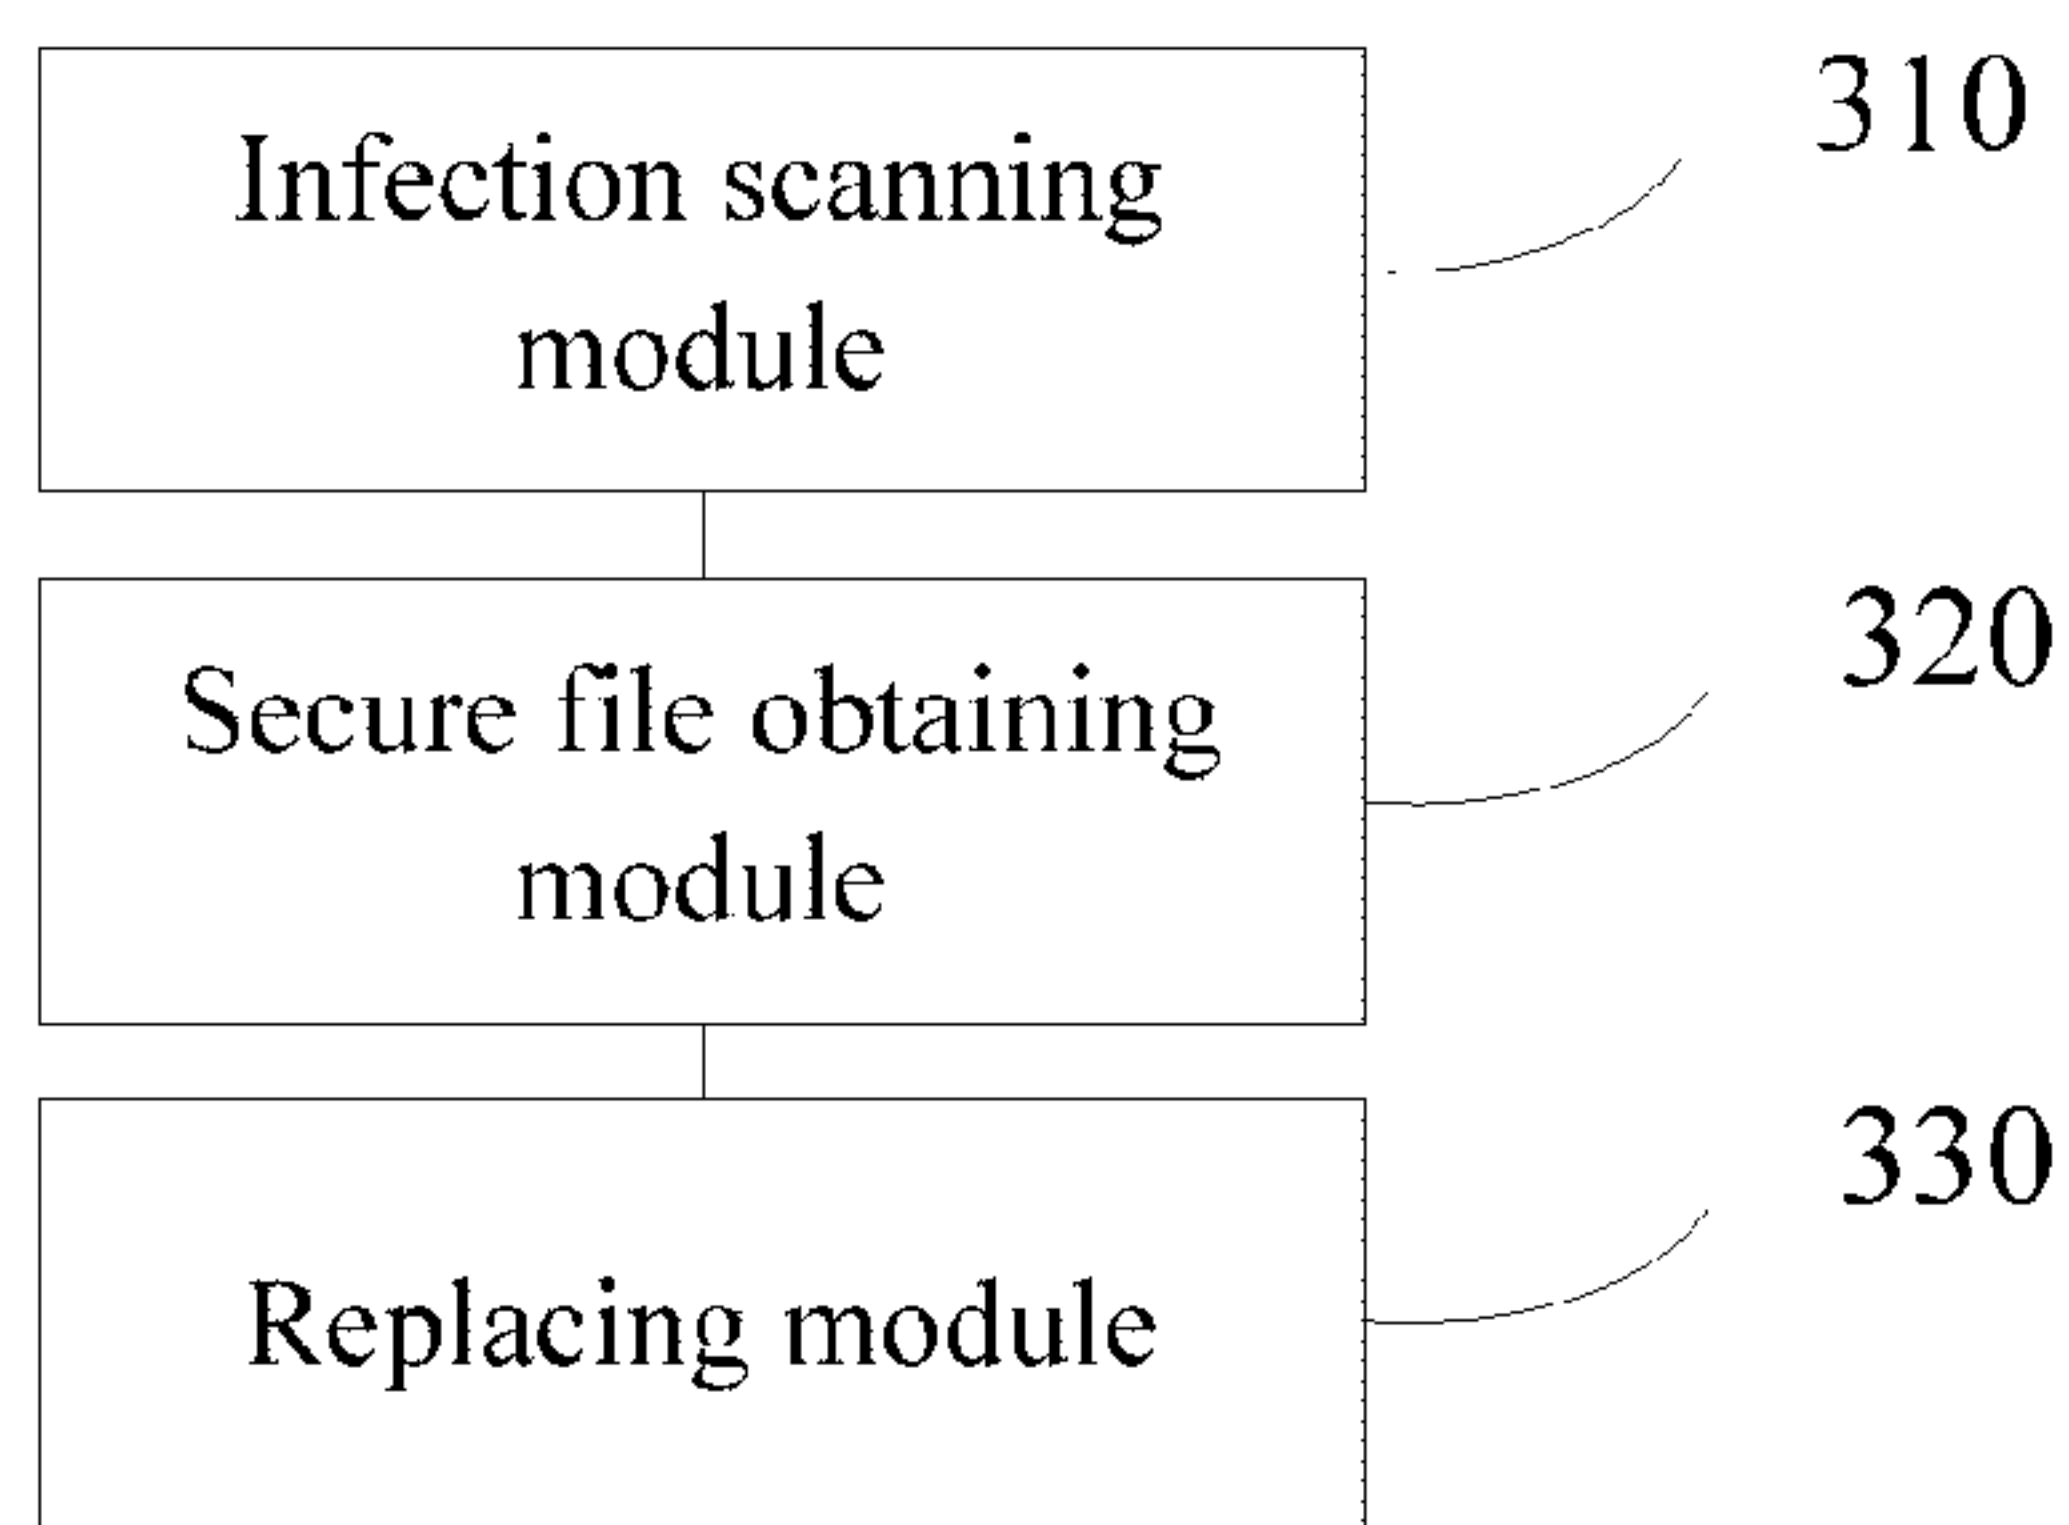 Infection scanning
module
310
Secure file obtaining
module
320
Replacing module
330